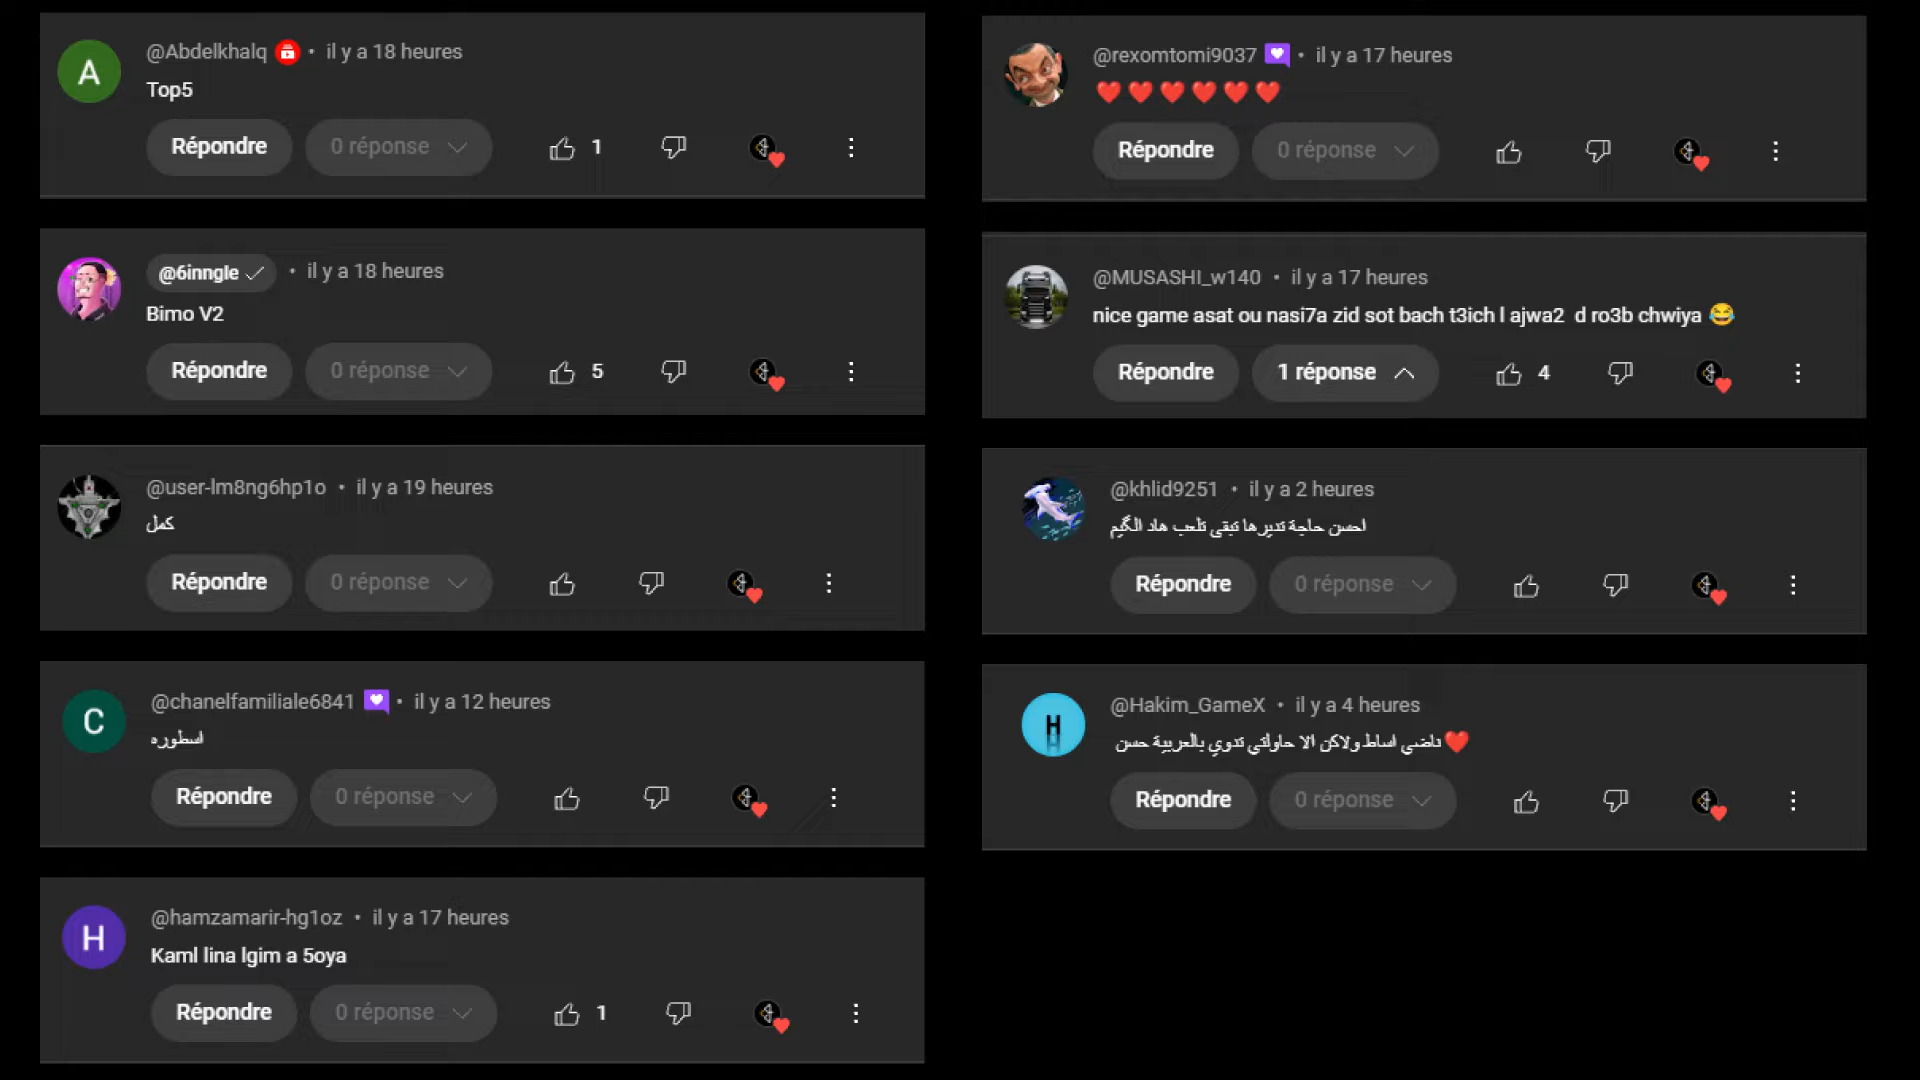 @Abdelkhalq • il y a 18 heures
Top5
Répondre 0 réponse 1
@6inngle • il y a 18 heures
Bimo V2
Répondre 0 réponse 5
@user-lm8ng6hp1o • il y a 19 heures
كمل
Répondre 0 réponse
@chanelfamiliale6841 • il y a 12 heures
اسطوره
Répondre 0 réponse
@hamzamarir-hg1oz • il y a 17 heures
Kaml lina lgim a 5oya
Répondre 0 réponse 1
@rexomtomi9037 • il y a 17 heures
❤️❤️❤️❤️❤️❤️
Répondre 0 réponse
@MUSASHI_w140 • il y a 17 heures
nice game asat ou nasi7a zid sot bach t3ich l ajwa2 d ro3b chwiya 😂
Répondre 1 réponse 4
@khlid9251 • il y a 2 heures
احسن حاجة تديرها تبقى تلعب هاد الگيم
Répondre 0 réponse
@Hakim_GameX • il y a 4 heures
ناضي اساط ولاكن الا حاولتي تدوي بالعربية حسن ❤️
Répondre 0 réponse